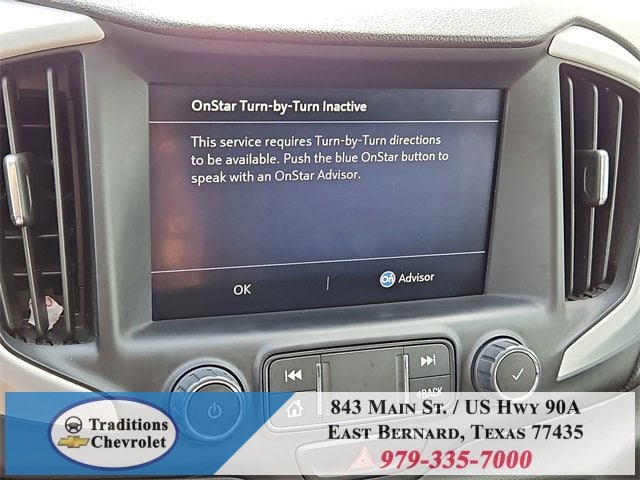 OnStar Turn-by-Turn Inactive
This service requires Turn-by-Turn directions
to be available. Push the blue OnStar button to
speak with an OnStar Advisor.
OK
on Advisor
BACK
Traditions
Chevrolet
843 Main St. / US Hwy 90A
East Bernard, Texas 77435
979-335-7000